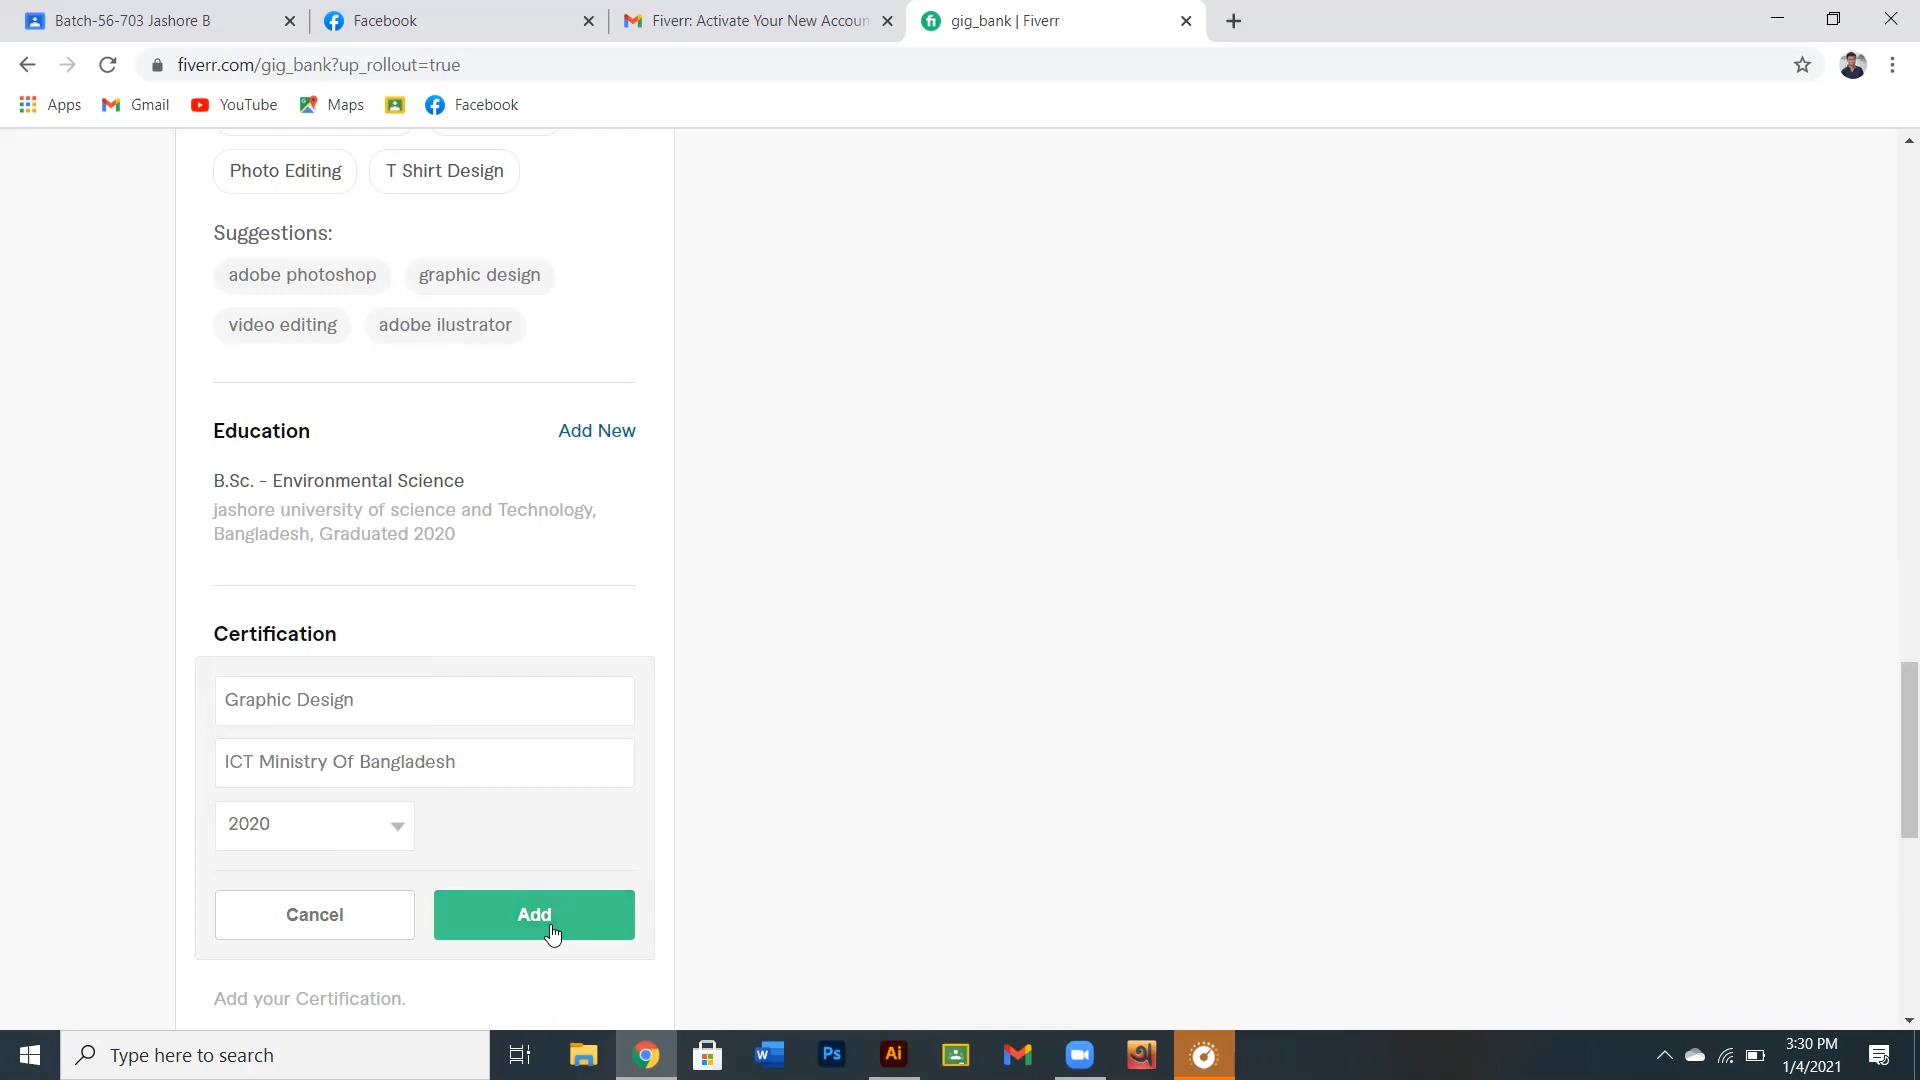 Batch-56-703 Jashore B
Facebook
Fiverr: Activate Your New Accoun
gig_bank | Fiverr
fiverr.com/gig_bank?up_rollout=true
Apps
Gmail
YouTube
Maps
Facebook
Photo Editing
T Shirt Design
Suggestions:
adobe photoshop
graphic design
video editing
adobe ilustrator
Education
Add New
B.Sc. - Environmental Science
jashore university of science and Technology,
Bangladesh, Graduated 2020
Certification
Graphic Design
ICT Ministry Of Bangladesh
2020
Cancel
Add
Add your Certification.
Type here to search
W
Ps
Ai
3:30 PM
1/4/2021